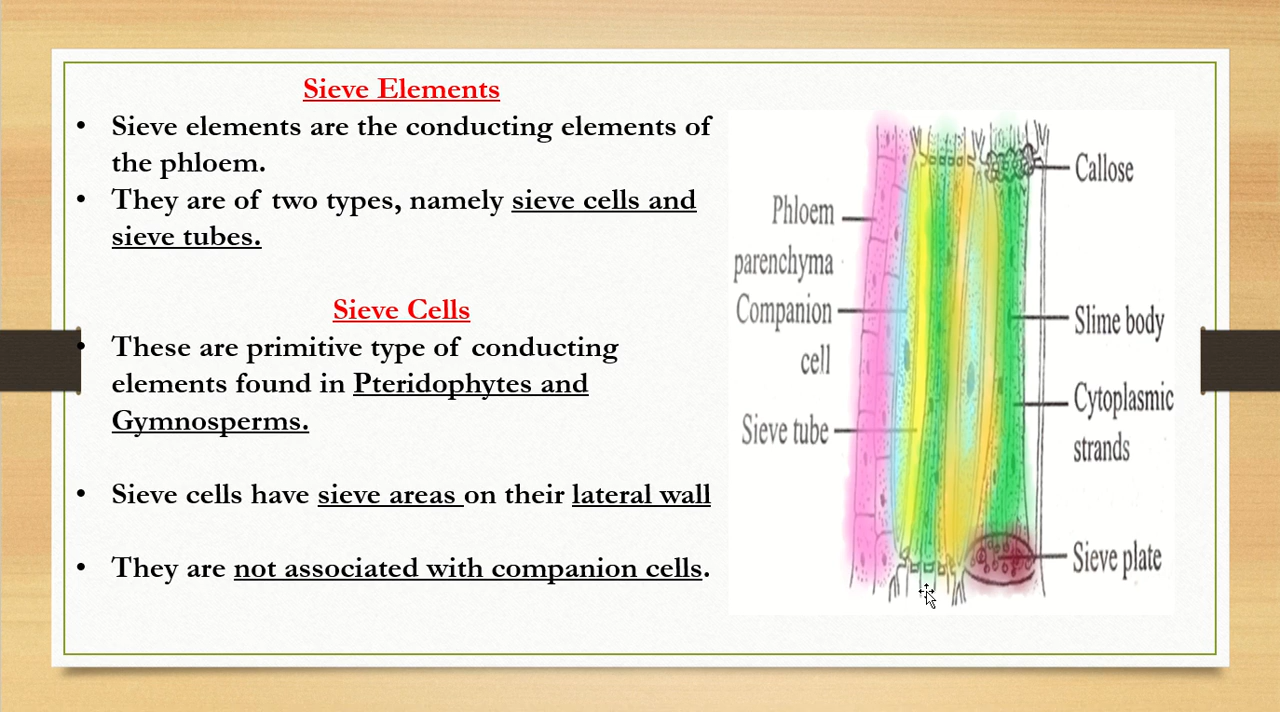 Sieve Elements
• Sieve elements are the conducting elements of
the phloem.
• They are of two types, namely sieve cells and
sieve tubes.
Sieve Cells
• These are primitive type of conducting
elements found in Pteridophytes and
Gymnosperms.
• Sieve cells have sieve areas on their lateral wall
• They are not associated with companion cells.
Phloem
parenchyma
Companion
cell
Sieve tube
Callose
Slime body
Cytoplasmic
strands
Sieve plate